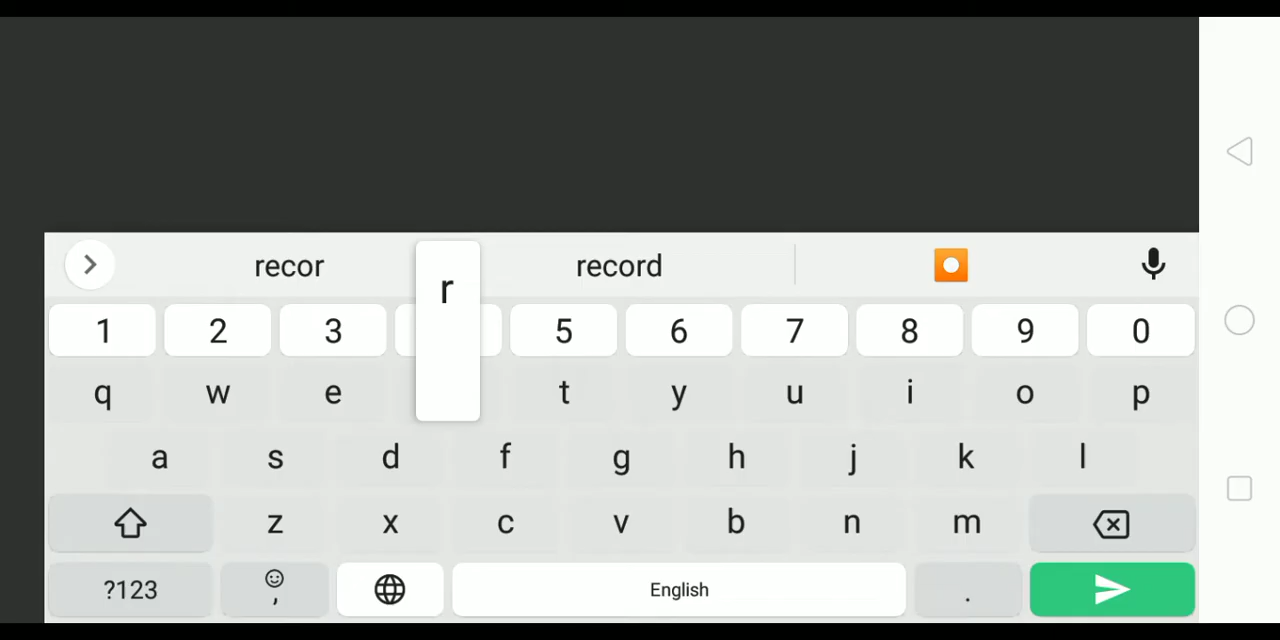 recor record
r
1 2 3 5 6 7 8 9 0
q w e t y u i o p
a s d f g h j k l
z x c v b n m
?123 , English .